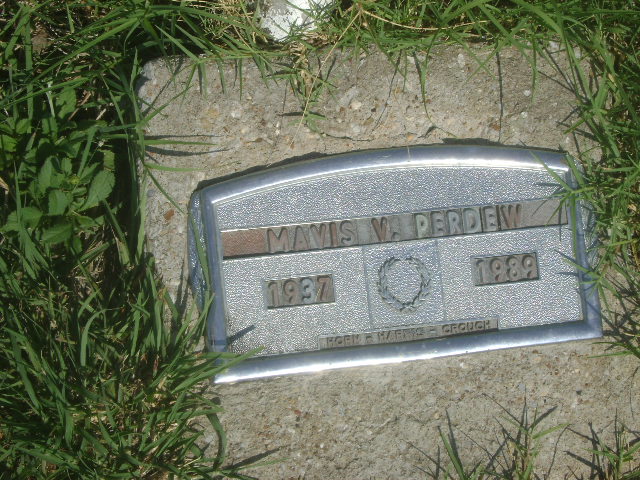 MAVIS V. PERDEW
1937 1989
HORN - HARRIS - CROUCH